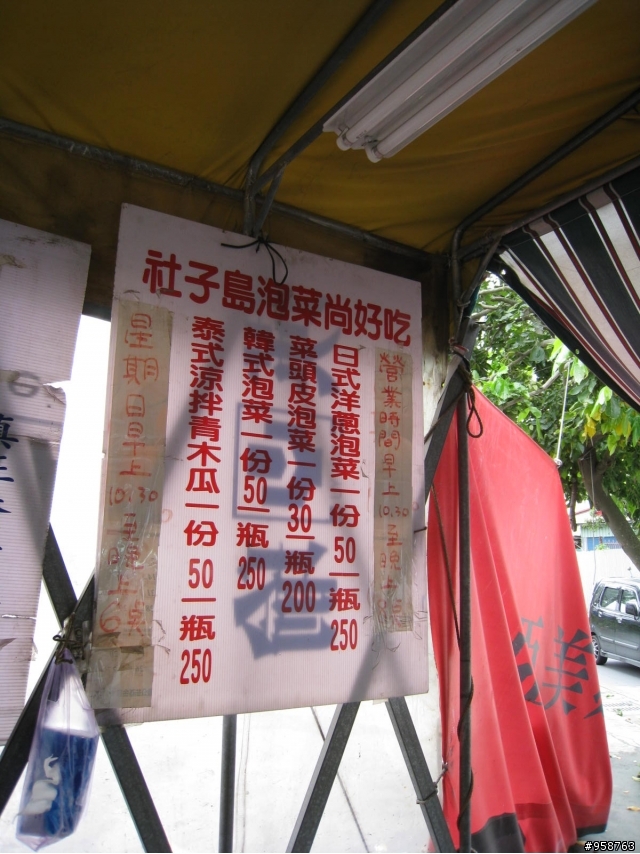 社子島泡菜尚好吃
營業時間早上10:30至晚上
日式洋蔥泡菜一份50一瓶250
菜頭皮泡菜一份30一瓶200
韓式泡菜一份50一瓶250
泰式涼拌青木瓜一份50一瓶250
星期日早上10:30至晚上6點
#958763